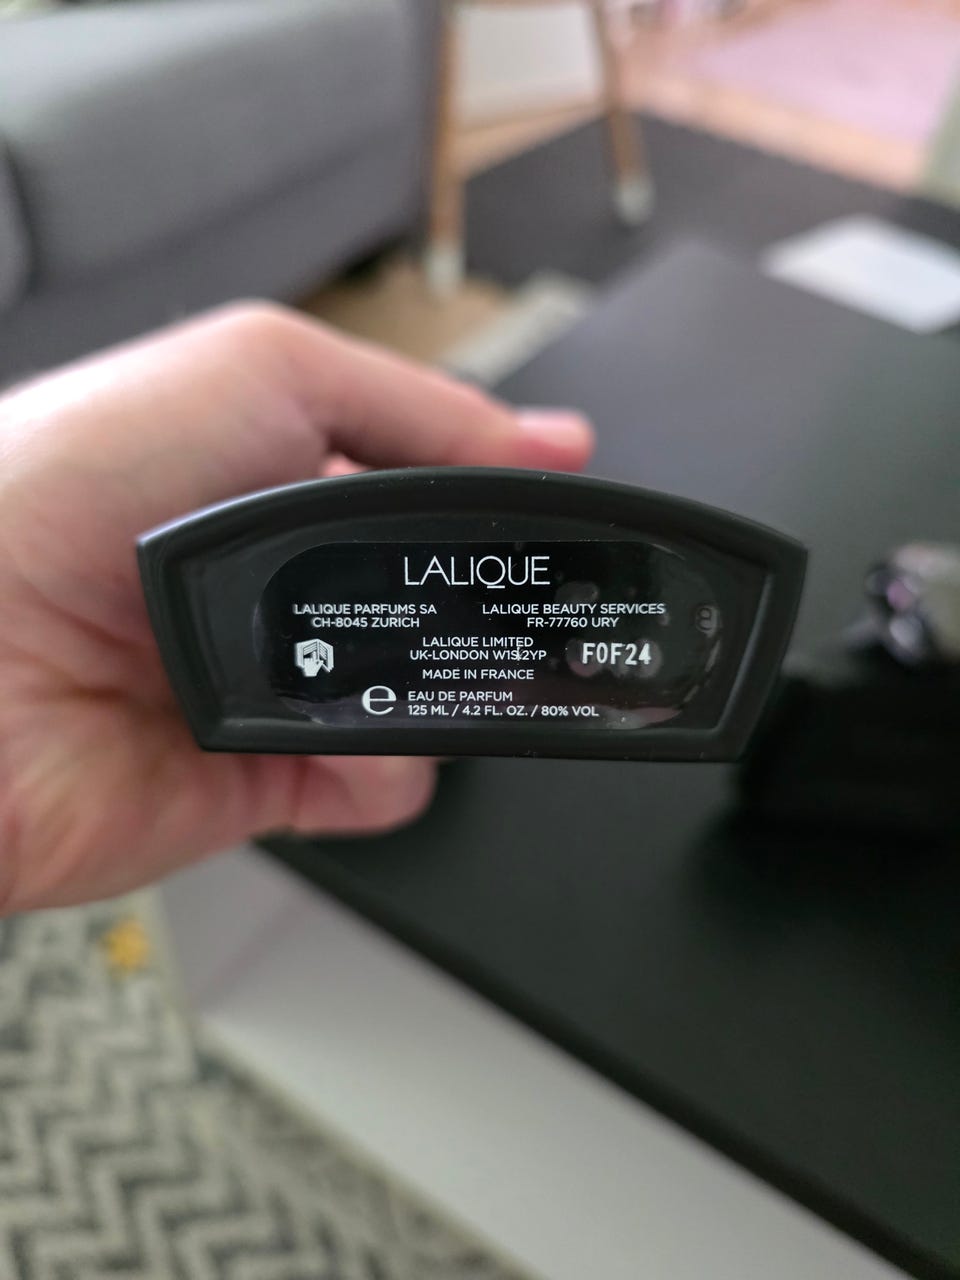 LALIQUE
LALIQUE PARFUMS SA
CH-8045 ZURICH
LALIQUE BEAUTY SERVICES
FR-77760 URY
LALIQUE LIMITED
UK-LONDON W1S 2YP
F0F24
MADE IN FRANCE
e EAU DE PARFUM
125 ML / 4.2 FL. OZ. / 80% VOL